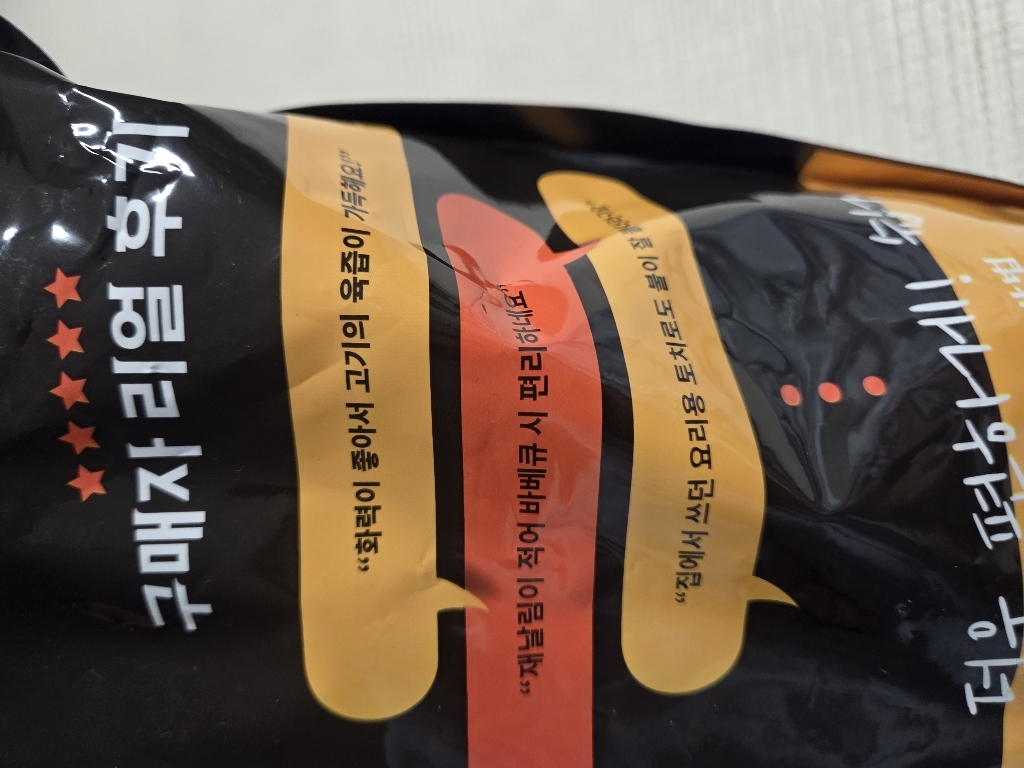 구매자 리얼 후기
“화력이 좋아서 고기의 육즙이 가득해요!”
“재날림이 적어 바베큐 시 편리하네요”
“집에서 쓰던 요리용 토치로도 불이 잘